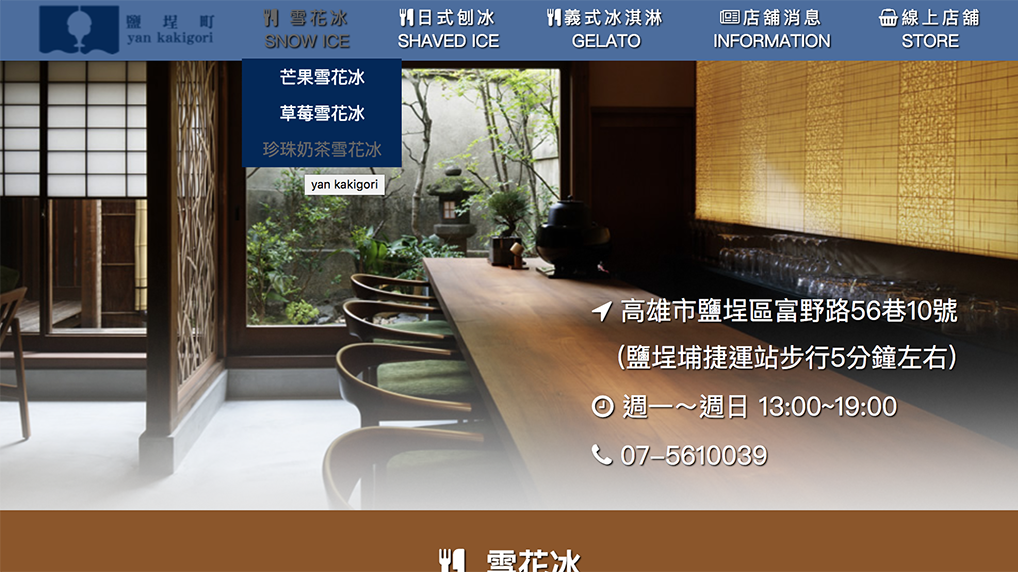 鹽埕町
yan kakigori
雪花冰
SNOW ICE
日式刨冰
SHAVED ICE
義式冰淇淋
GELATO
店舖消息
INFORMATION
線上店舖
STORE
芒果雪花冰
草莓雪花冰
珍珠奶茶雪花冰
yan kakigori
高雄市鹽埕區富野路56巷10號
(鹽埕埔捷運站步行5分鐘左右)
週一～週日 13:00~19:00
07-5610039
雪花冰